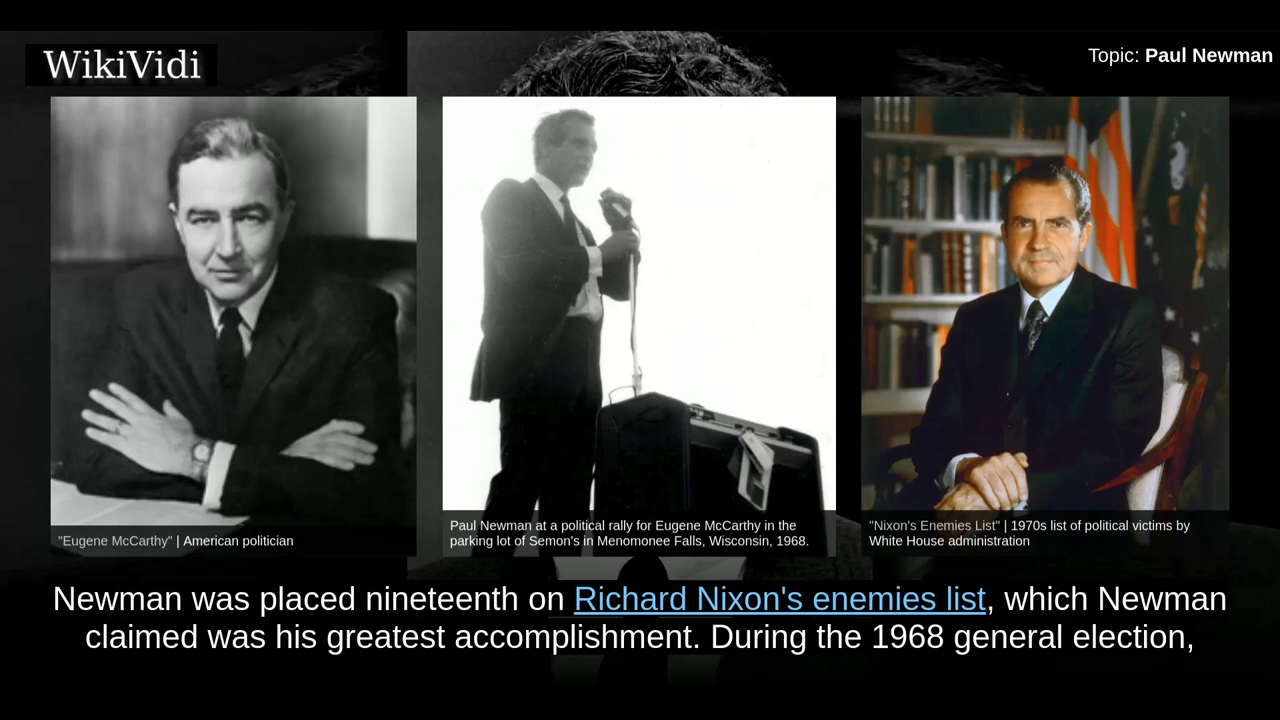 WikiVidi
Topic: Paul Newman
"Eugene McCarthy" | American politician
Paul Newman at a political rally for Eugene McCarthy in the
parking lot of Semon's in Menomonee Falls, Wisconsin, 1968.
"Nixon's Enemies List" | 1970s list of political victims by
White House administration
Newman was placed nineteenth on Richard Nixon's enemies list, which Newman
claimed was his greatest accomplishment. During the 1968 general election,